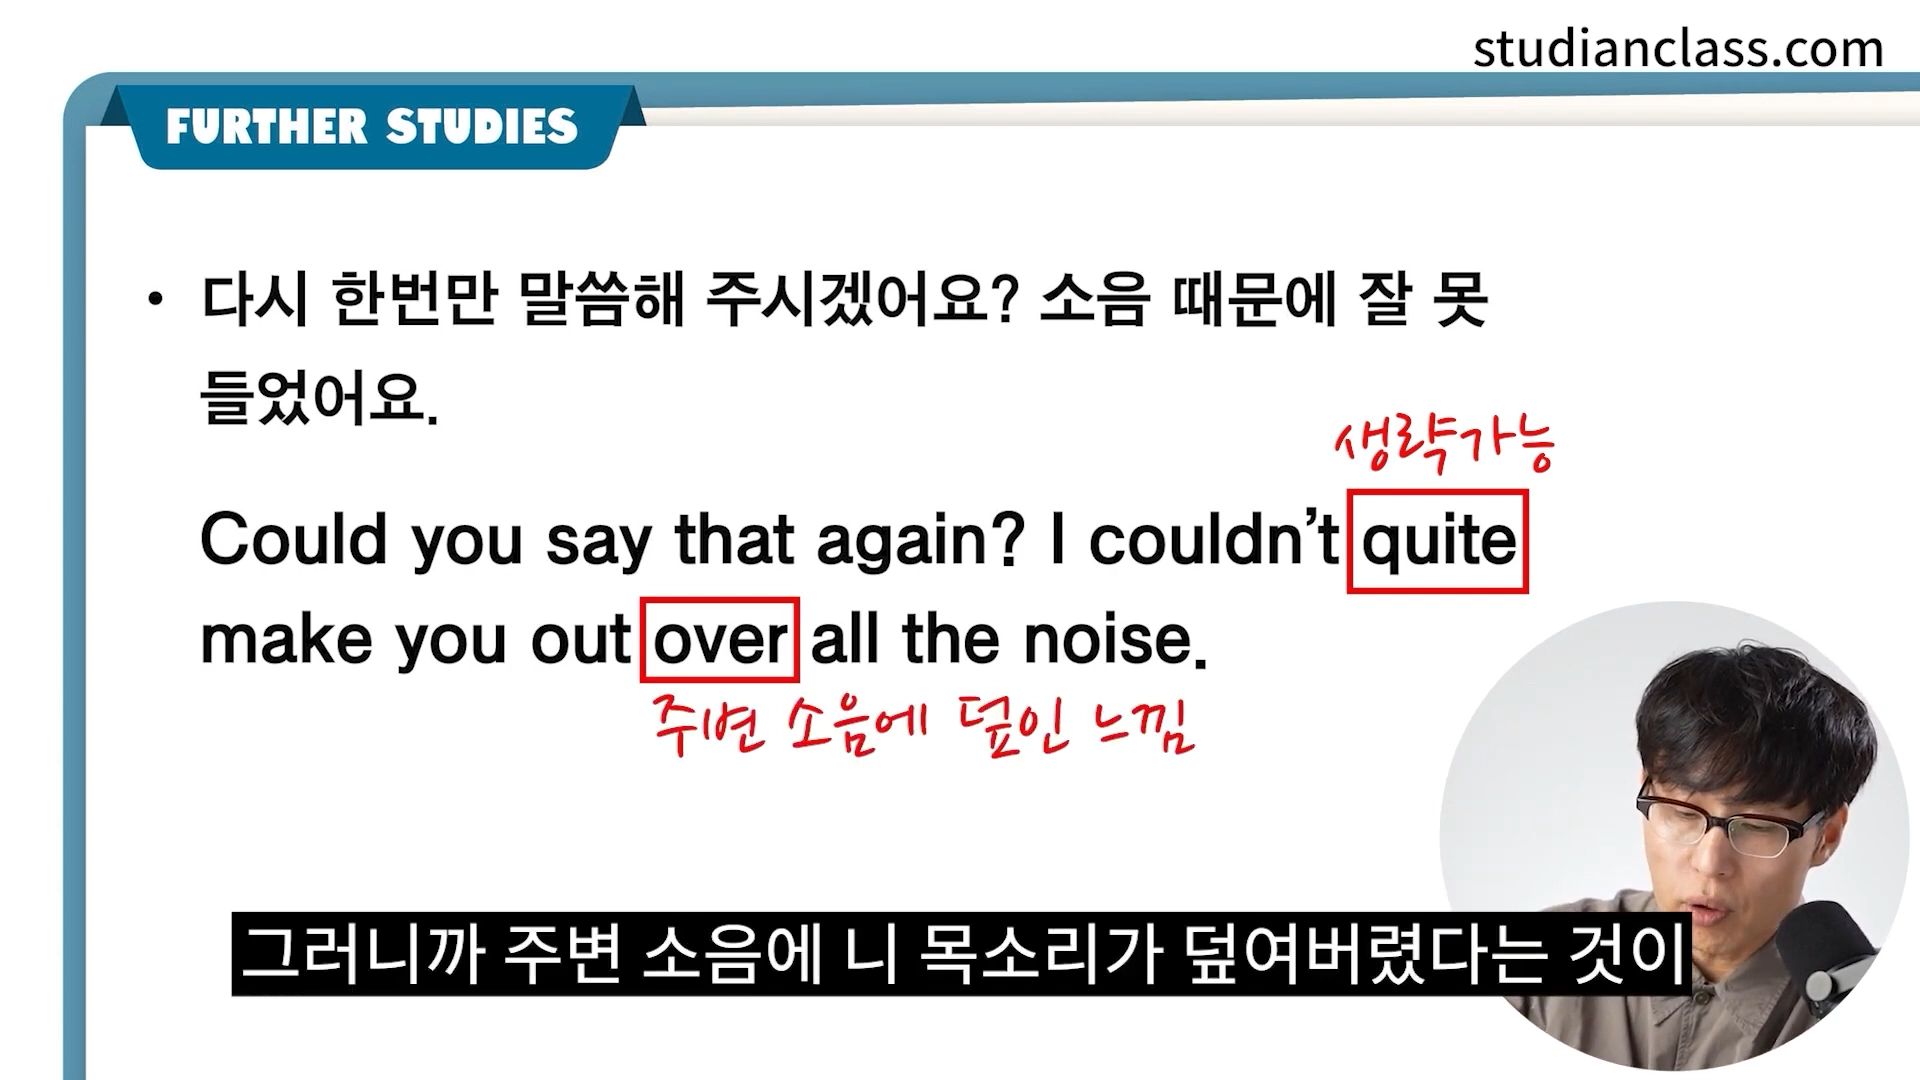 studianclass.com
FURTHER STUDIES
• 다시 한번만 말씀해 주시겠어요? 소음 때문에 잘 못
들었어요.
생략가능
Could you say that again? I couldn’t quite
make you out over all the noise.
주변 소음에 덮인 느낌
그러니까 주변 소음에 니 목소리가 덮여버렸다는 것이